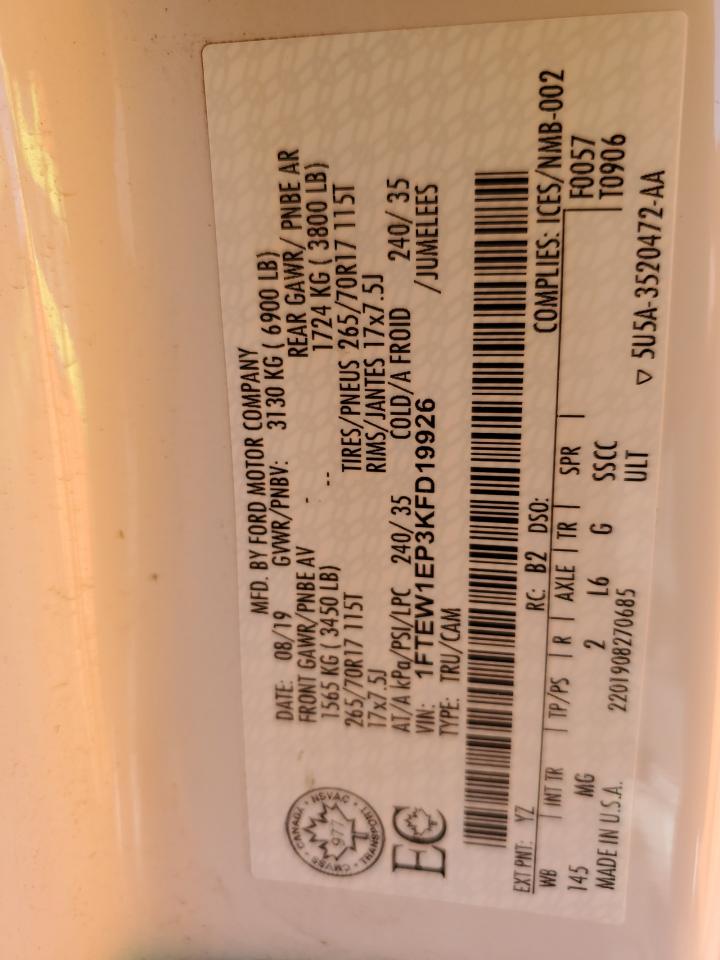 MFD. BY FORD MOTOR COMPANY
DATE: 08/19 GVWR/PNBV: 3130 KG ( 6900 LB)
FRONT GAWR/PNBE AV - REAR GAWR/ PNBE AR
1565 KG ( 3450 LB) -- 1724 KG ( 3800 LB)
265/70R17 115T TIRES/PNEUS 265/70R17 115T
17x7.5J RIMS/JANTES 17x7.5J
AT/A kPa/PSI/LPC 240/ 35 COLD/A FROID 240/ 35
VIN: 1FTEW1EP3KFD19926 /JUMELEES
TYPE: TRU/CAM
CANADA · NSVAC · TRANSPORT · CMVSS ·
977
EC
COMPLIES: ICES/NMB-002
EXT PNT: YZ RC: B2 DSO: F0057
WB INT TR TP/PS R AXLE TR SPR T0906
145 MG 2 L6 G SSCC
MADE IN U.S.A. 2201908270685 ULT
▽ 5U5A-3520472-AA